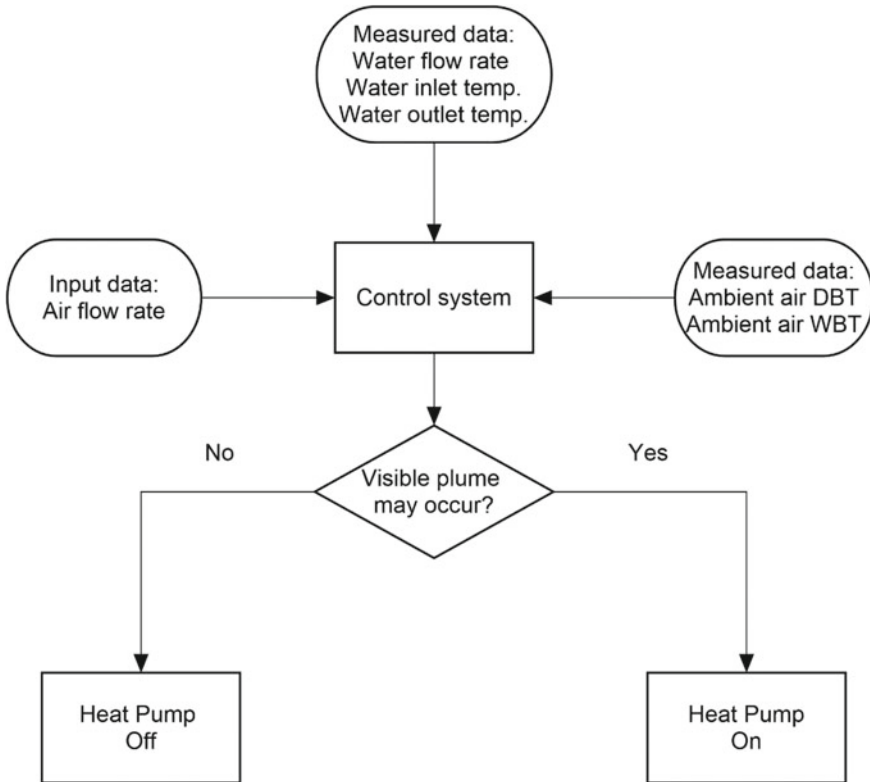 Measured data:
Water flow rate
Water inlet temp.
Water outlet temp.
Input data:
Air flow rate
Control system
Measured data:
Ambient air DBT
Ambient air WBT
No
Yes
Visible plume
may occur?
Heat Pump
Off
Heat Pump
On